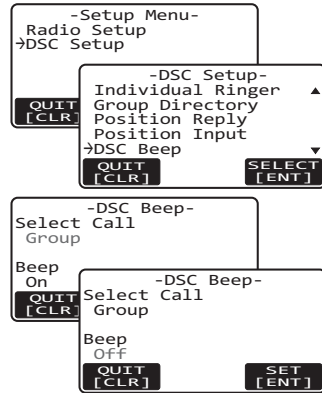 -Setup Menu-
Radio Setup
→DSC Setup
QUIT
[CLR]
-DSC Setup-
Individual Ringer ▲
Group Directory
Position Reply
Position Input
→DSC Beep ▼
QUIT SELECT
[CLR] [ENT]
-DSC Beep-
Select Call
Group
Beep
On
QUIT
[CLR]
-DSC Beep-
Select Call
Group
Beep
Off
QUIT SET
[CLR] [ENT]